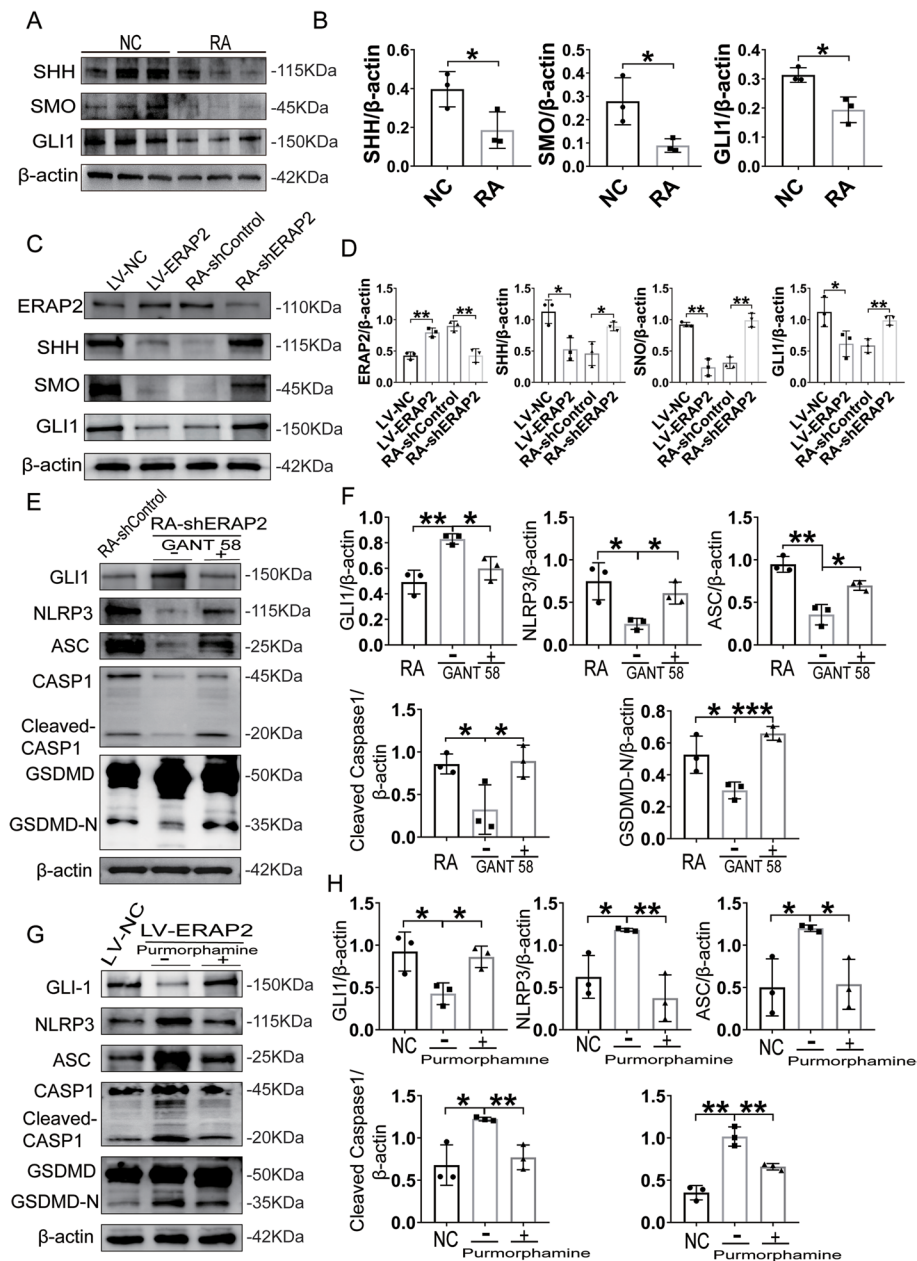 A
NC RA
SHH -115KDa
SMO -45KDa
GLI1 -150KDa
β-actin -42KDa
B
SHH/β-actin
0.6
0.4
0.2
0.0
*
NC RA
SMO/β-actin
0.5
0.4
0.3
0.2
0.1
0.0
*
NC RA
GLI1/β-actin
0.4
0.3
0.2
0.1
0.0
*
NC RA
C
LV-NC LV-ERAP2 RA-shControl RA-shERAP2
ERAP2 -110KDa
SHH -115KDa
SMO -45KDa
GLI1 -150KDa
β-actin -42KDa
D
ERAP2/β-actin
1.5
1.0
0.5
0.0
** **
LV-NC LV-ERAP2 RA-shControl RA-shERAP2
SHH/β-actin
1.5
1.0
0.5
0.0
* *
LV-NC LV-ERAP2 RA-shControl RA-shERAP2
SNO/β-actin
1.5
1.0
0.5
0.0
** **
LV-NC LV-ERAP2 RA-shControl RA-shERAP2
GLI1/β-actin
1.5
1.0
0.5
0.0
* **
LV-NC LV-ERAP2 RA-shControl RA-shERAP2
E
RA-shControl RA-shERAP2
GANT 58
- +
GLI1 -150KDa
NLRP3 -115KDa
ASC -25KDa
CASP1 -45KDa
Cleaved-
CASP1 -20KDa
GSDMD -50KDa
GSDMD-N -35KDa
β-actin -42KDa
F
GLI1/β-actin
1.0
0.8
0.6
0.4
0.2
0.0
** *
RA - +
GANT 58
NLRP3/β-actin
1.5
1.0
0.5
0.0
* *
RA - +
GANT 58
ASC/β-actin
1.5
1.0
0.5
0.0
** *
RA - +
GANT 58
Cleaved Caspase1/
β-actin
1.5
1.0
0.5
0.0
* *
RA - +
GANT 58
GSDMD-N/β-actin
0.8
0.6
0.4
0.2
0.0
* ***
RA - +
GANT 58
G
LV-NC LV-ERAP2
Purmorphamine
- +
GLI-1 -150KDa
NLRP3 -115KDa
ASC -25KDa
CASP1 -45KDa
Cleaved-
CASP1 -20KDa
GSDMD -50KDa
GSDMD-N -35KDa
β-actin -42KDa
H
GLI1/β-actin
1.5
1.0
0.5
0.0
* *
NC - +
Purmorphamine
NLRP3/β-actin
1.5
1.0
0.5
0.0
* **
NC - +
Purmorphamine
ASC/β-actin
1.5
1.0
0.5
0.0
* *
NC - +
Purmorphamine
Cleaved Caspase1/
β-actin
1.5
1.0
0.5
0.0
* **
NC - +
Purmorphamine
1.5
1.0
0.5
0.0
** **
NC - +
Purmorphamine